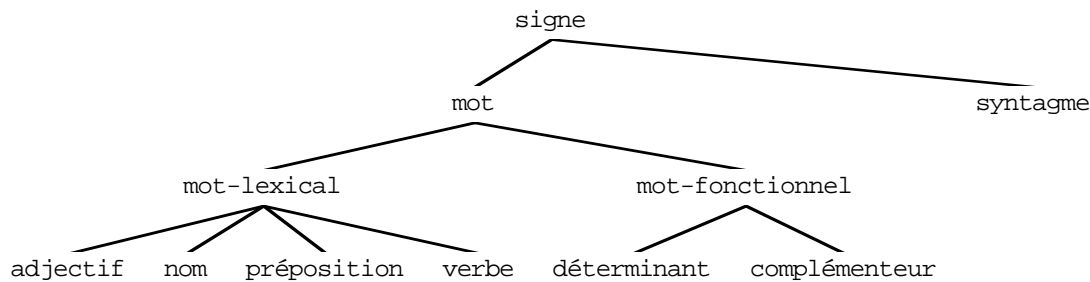 signe
mot syntagme
mot-lexical mot-fonctionnel
adjectif nom préposition verbe déterminant complémenteur